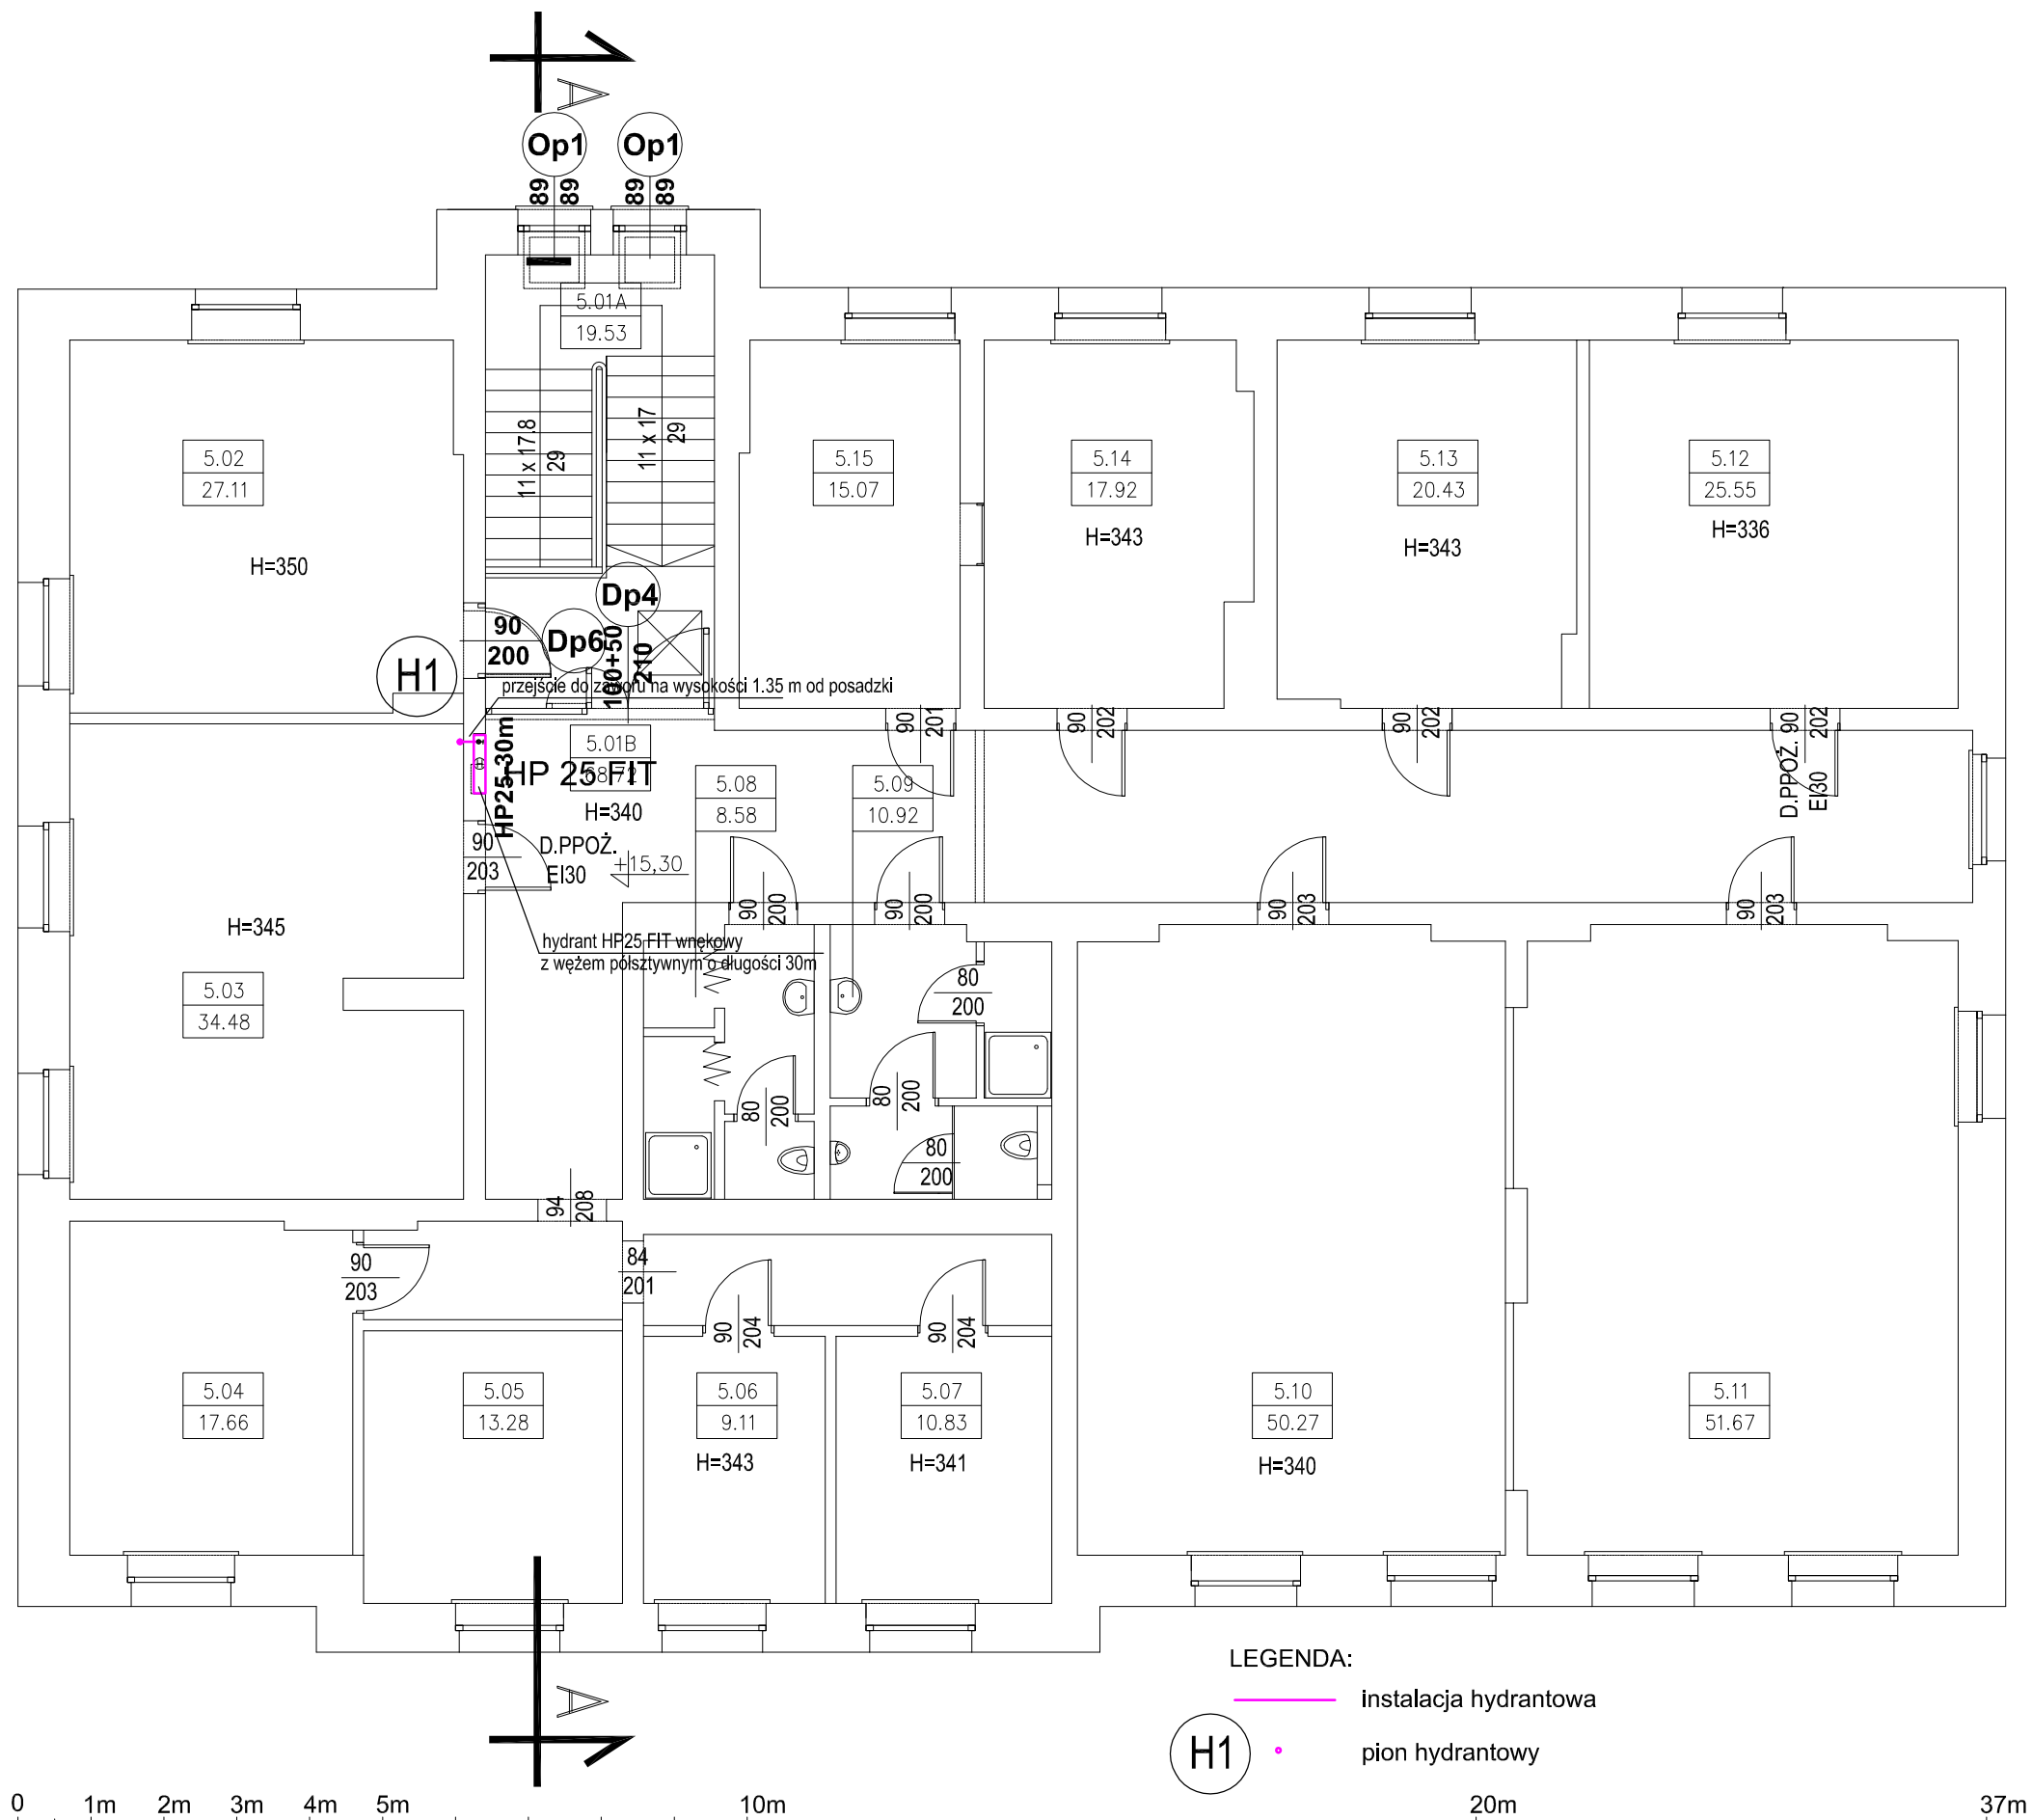 A
Op1 Op1
89 89 89 89
5.01A
19.53
11 x 17.8
29
11 x 17
29
5.02
27.11
H=350
5.15
15.07
5.14
17.92
H=343
5.13
20.43
H=343
5.12
25.55
H=336
Dp4
Dp6
90
200
100+50
210
H1
przejście do zaworu na wysokości 1.35 m od posadzki
90
201
90
202
90
202
D.PPOŻ. 90
EI30
202
HP25-30m
HP 25 FIT
5.01B
68.72
H=340
D.PPOŻ.
EI30
+15,30
90
203
5.08
8.58
5.09
10.92
90
200
90
200
90
203
90
203
H=345
5.03
34.48
hydrant HP25 FIT wnękowy
z wężem półsztywnym o długości 30m
80
200
80
200
80
200
80
200
94
208
84
201
90
203
90
204
90
204
5.04
17.66
5.05
13.28
5.06
9.11
H=343
5.07
10.83
H=341
5.10
50.27
H=340
5.11
51.67
A
LEGENDA:
instalacja hydrantowa
H1
pion hydrantowy
0 1m 2m 3m 4m 5m 10m 20m 37m